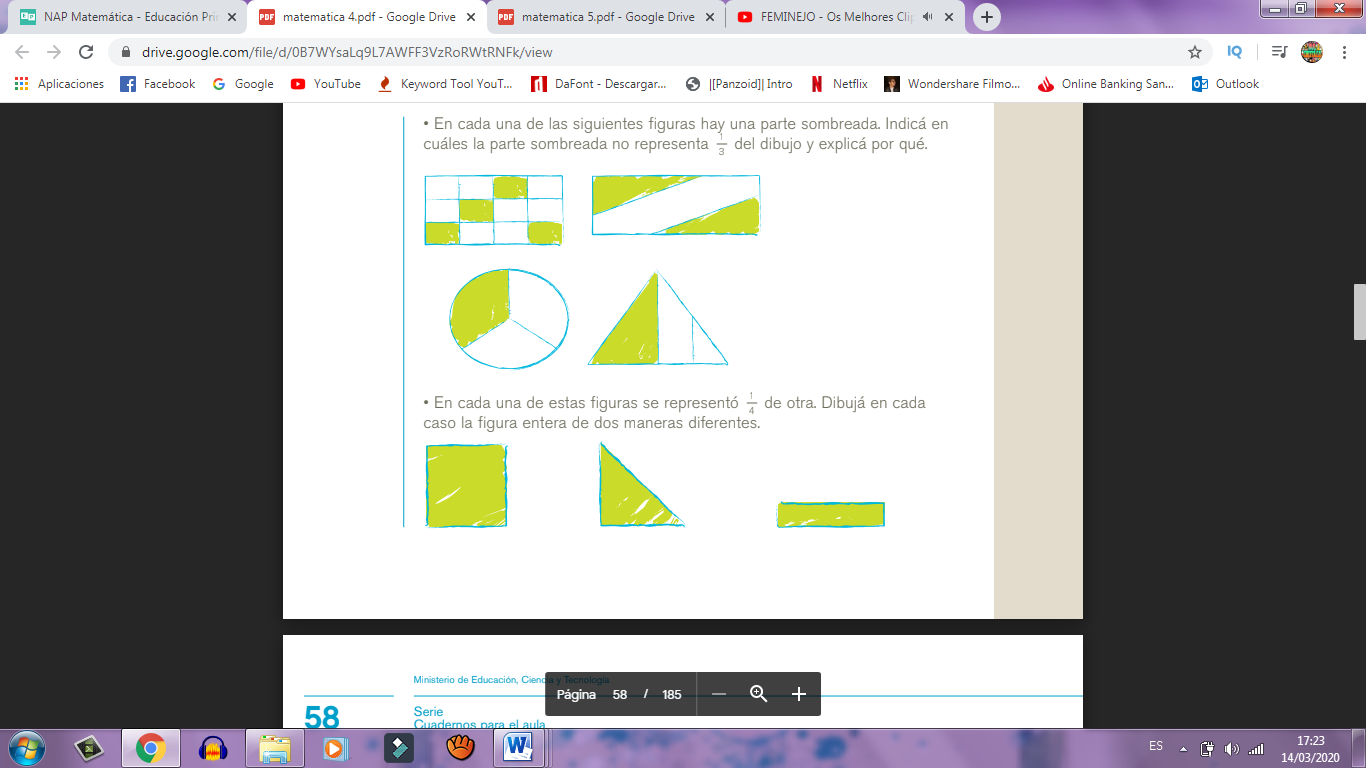 NAP Matemática - Educación Pri
matematica 4.pdf - Google Drive
matematica 5.pdf - Google Drive
FEMINEJO - Os Melhores Cli
drive.google.com/file/d/0B7WYsaLq9L7AWFF3VzRoRWtRNFk/view
IQ
Aplicaciones
Facebook
Google
YouTube
Keyword Tool YouT...
DaFont - Descargar...
|[Panzoid]| Intro
Netflix
Wondershare Filmo...
Online Banking San...
Outlook
• En cada una de las siguientes figuras hay una parte sombreada. Indicá en
cuáles la parte sombreada no representa 1/3 del dibujo y explicá por qué.
• En cada una de estas figuras se representó 1/4 de otra. Dibujá en cada
caso la figura entera de dos maneras diferentes.
Ministerio de Educación, Ciencia y Tecnología
58
Serie
Cuadernos para el aula
Página 58 / 185
ES
17:23
14/03/2020